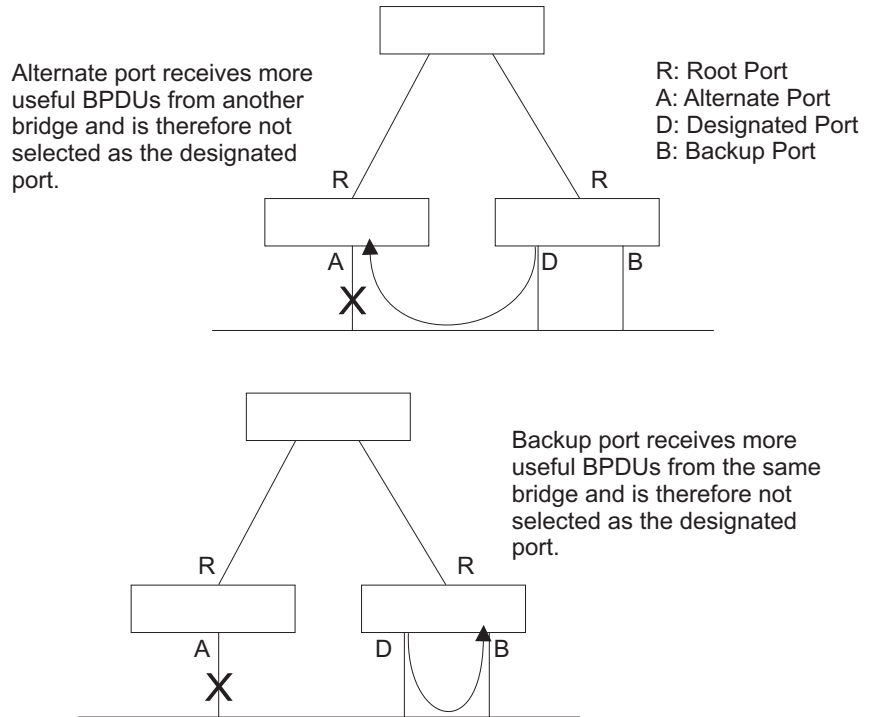 Alternate port receives more
useful BPDUs from another
bridge and is therefore not
selected as the designated
port.
R: Root Port
A: Alternate Port
D: Designated Port
B: Backup Port
R
R
A
D
B
X
Backup port receives more
useful BPDUs from the same
bridge and is therefore not
selected as the designated
port.
R
R
A
D
B
X